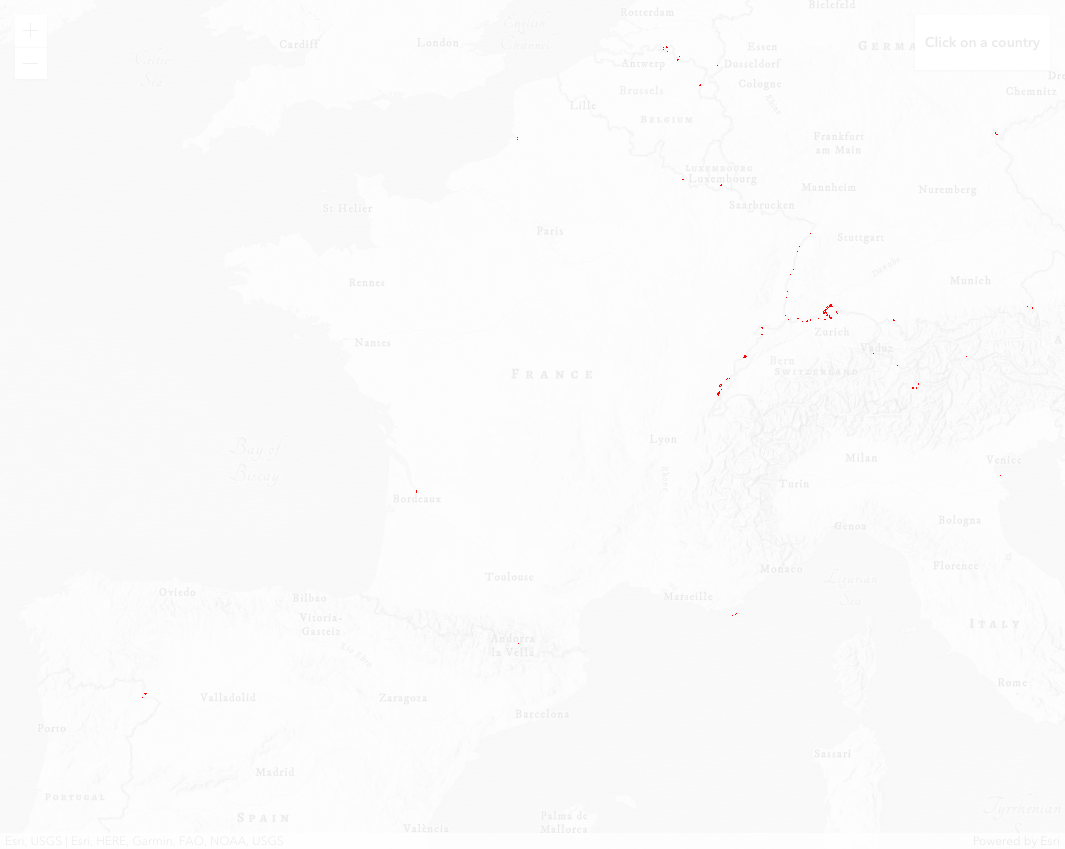 Rotterdam
Bielefeld
Cardiff
London
English
Channel
Essen
GERMA
Click on a country
Celtic
Sea
Antwerp
Dusseldorf
Brussels
Cologne
Dre
Chemnitz
Lille
Rhine
BELGIUM
Frankfurt
am Main
LUXEMBOURG
Luxembourg
Mannheim
Nuremberg
St Helier
Saarbrucken
Paris
Stuttgart
Danube
Rennes
Munich
Nantes
Zurich
Vaduz
A
Bern
SWITZERLAND
FRANCE
Lyon
Bay of
Biscay
Milan
Venice
Rhône
Turin
Bordeaux
Genoa
Bologna
Toulouse
Monaco
Florence
Ligurian
Sea
Oviedo
Bilbao
Marseille
Vitoria-
Gasteiz
ITALY
Andorra
la Vella
Rome
Valladolid
Zaragoza
Barcelona
Porto
Sassari
Madrid
PORTUGAL
Tyrrhenian
SPAIN
Palma de
Mallorca
València
Esri, USGS | Esri, HERE, Garmin, FAO, NOAA, USGS
Powered by Esri